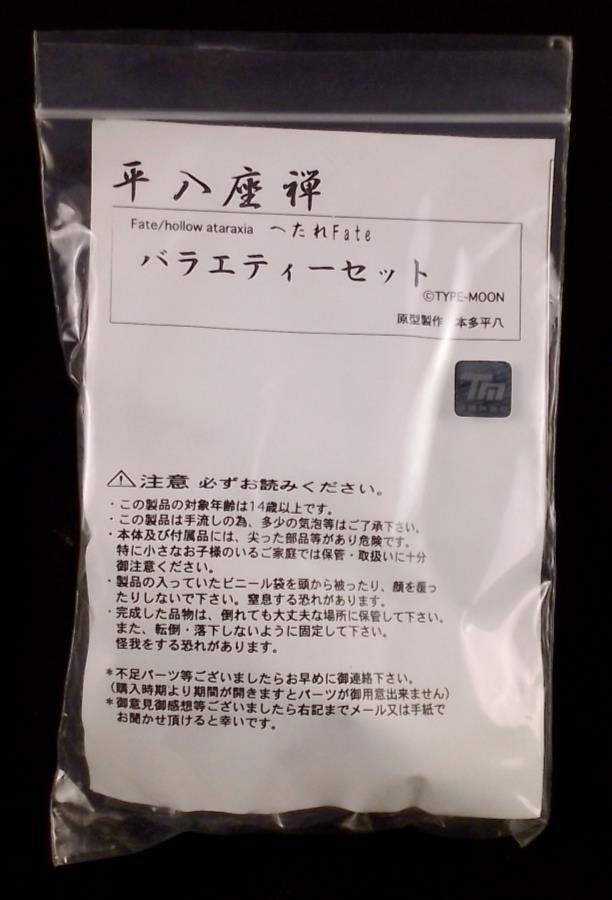 平八座禅
Fate/hollow ataraxia へたれFate
バラエティーセット
©TYPE-MOON
原型製作 本多平八
TM
⚠注意 必ずお読みください。
・この製品の対象年齢は14歳以上です。
・この製品は手流しの為、多少の気泡等はご了承下さい。
・本体及び付属品には、尖った部品等があり危険です。
特に小さなお子様のいるご家庭では保管・取扱いに十分
御注意ください。
・製品の入っていたビニール袋を頭から被ったり、顔を覆っ
たりしないで下さい。窒息する恐れがあります。
・完成した品物は、倒れても大丈夫な場所に保管して下さい。
また、転倒・落下しないように固定して下さい。
怪我をする恐れがあります。
*不足パーツ等ございましたらお早めに御連絡下さい。
(購入時期より期間が開きますとパーツが御用意出来ません)
*御意見御感想等ございましたら右記までメール又は手紙で
お聞かせ頂けると幸いです。